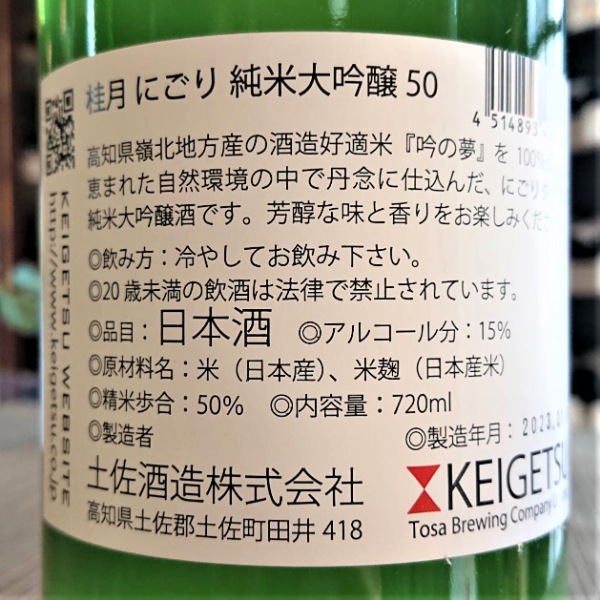 桂月 にごり 純米大吟醸 50
4 514893
高知県嶺北地方産の酒造好適米『吟の夢』を 100%
恵まれた自然環境の中で丹念に仕込んだ、にごり
純米大吟醸酒です。芳醇な味と香りをお楽しみくださ
◎飲み方：冷やしてお飲み下さい。
◎20 歳未満の飲酒は法律で禁止されています。
◎品目：日本酒 ◎アルコール分：15%
◎原材料名：米（日本産）、米麹（日本産米）
◎精米歩合：50% ◎内容量：720ml
◎製造者 ◎製造年月：2023.
土佐酒造株式会社
高知県土佐郡土佐町田井 418
KEIGETSU
Tosa Brewing Company
KEIGETSU WEBSITE
http://www.keigetsu.co.jp